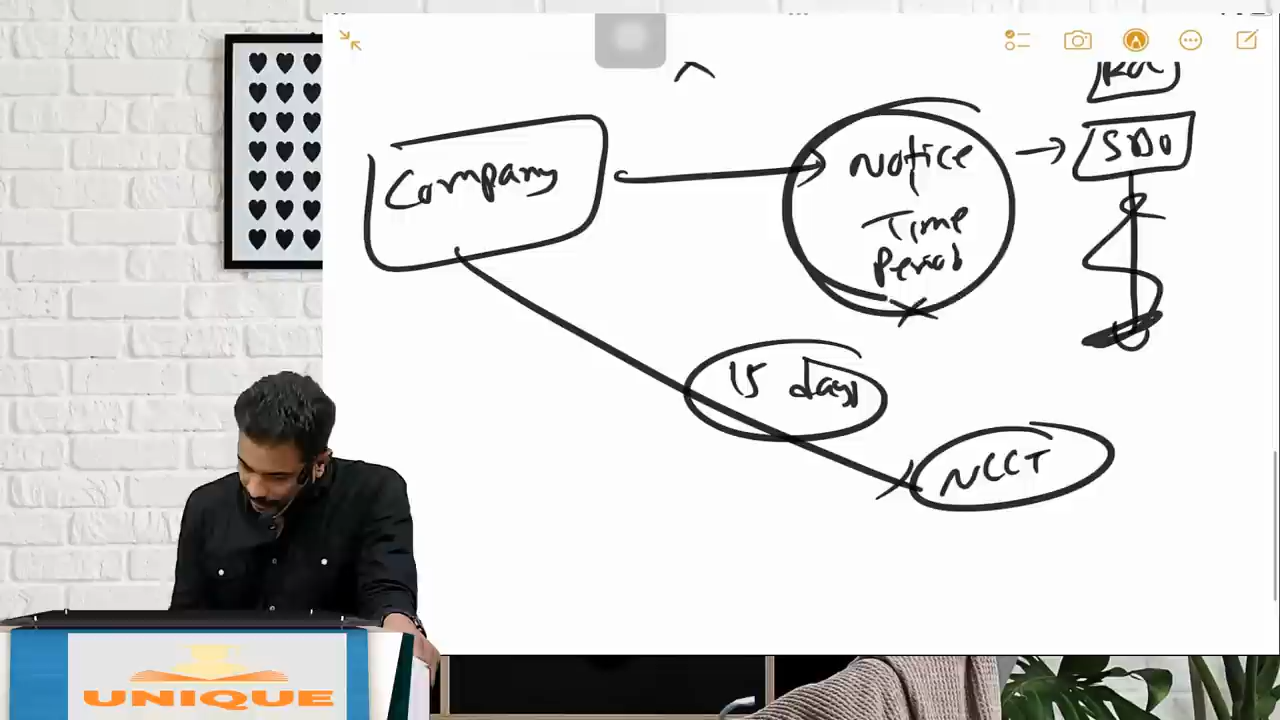 Company
Notice
Time
Period
SDO
15 days
NCCT
UNIQUE